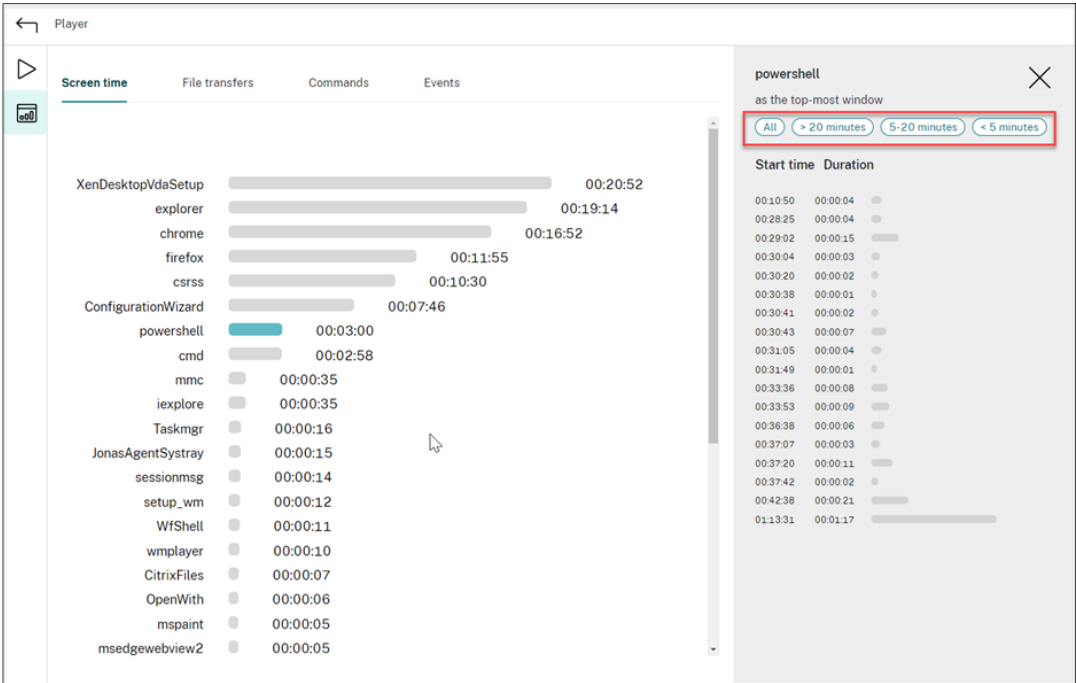 Player
Screen time File transfers Commands Events
XenDesktopVdaSetup 00:20:52
explorer 00:19:14
chrome 00:16:52
firefox 00:11:55
csrss 00:10:30
ConfigurationWizard 00:07:46
powershell 00:03:00
cmd 00:02:58
mmc 00:00:35
iexplore 00:00:35
Taskmgr 00:00:16
JonasAgentSystray 00:00:15
sessionmsg 00:00:14
setup_wm 00:00:12
WfShell 00:00:11
wmplayer 00:00:10
CitrixFiles 00:00:07
OpenWith 00:00:06
mspaint 00:00:05
msedgewebview2 00:00:05
powershell
as the top-most window
All > 20 minutes 5-20 minutes < 5 minutes
Start time Duration
00:10:50 00:00:04
00:28:25 00:00:04
00:29:02 00:00:15
00:30:04 00:00:03
00:30:20 00:00:02
00:30:38 00:00:01
00:30:41 00:00:02
00:30:43 00:00:07
00:31:05 00:00:04
00:31:49 00:00:01
00:33:36 00:00:08
00:33:53 00:00:09
00:36:38 00:00:06
00:37:07 00:00:03
00:37:20 00:00:11
00:37:42 00:00:02
00:42:38 00:00:21
01:13:31 00:01:17